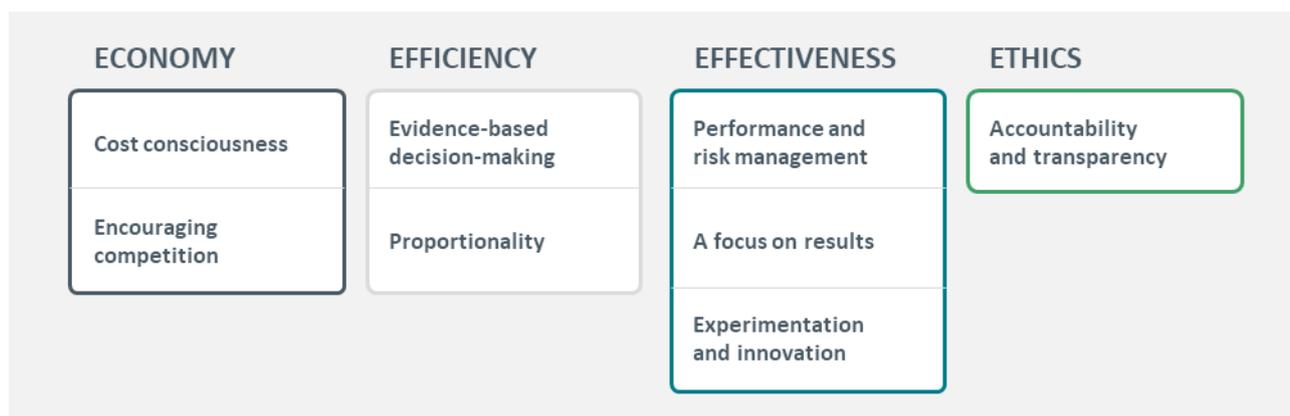 ECONOMY
Cost consciousness
Encouraging
competition
EFFICIENCY
Evidence-based
decision-making
Proportionality
EFFECTIVENESS
Performance and
risk management
A focus on results
Experimentation
and innovation
ETHICS
Accountability
and transparency